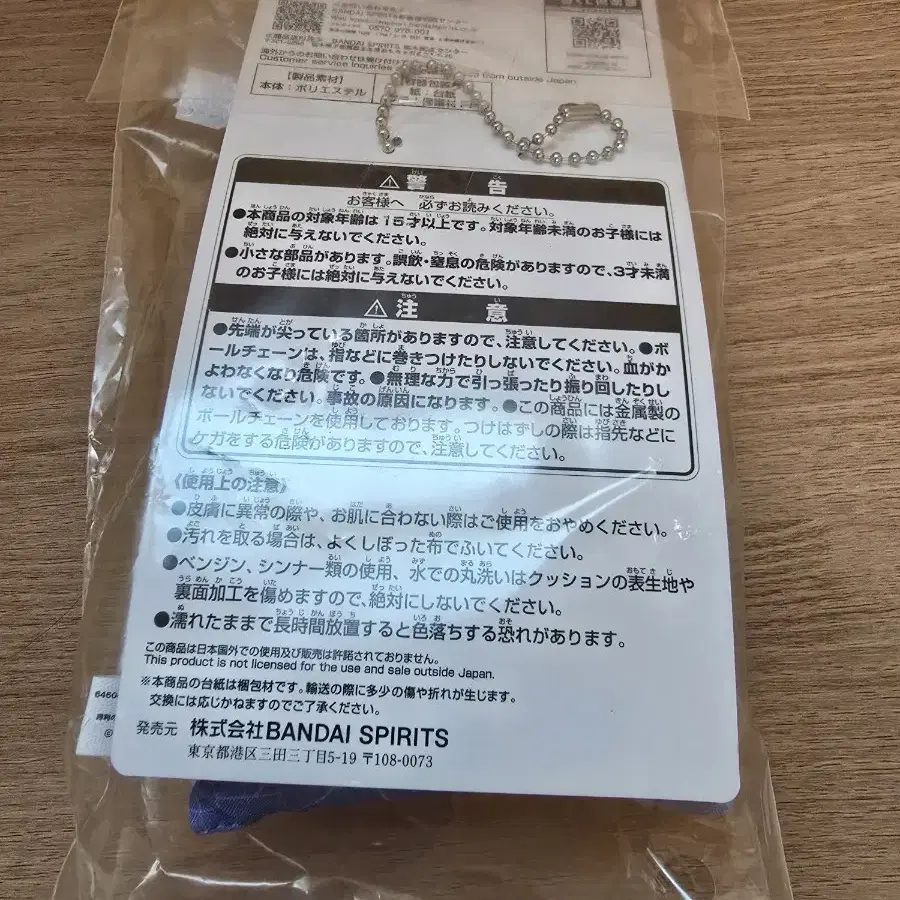 BANDAI SPIRITS
0570-078-001
BANDAI SPIRITS
Customer service inquiries from outside Japan
【製品素材】
本体:ポリエステル
紙:台紙
⚠警告
お客様へ 必ずお読みください。
●本商品の対象年齢は15才以上です。対象年齢未満のお子様には
絶対に与えないでください。
●小さな部品があります。誤飲・窒息の危険がありますので、3才未満
のお子様には絶対に与えないでください。
⚠注意
●先端が尖っている箇所がありますので、注意してください。●ボ
ールチェーンは、指などに巻きつけたりしないでください。血がか
よわなくなり危険です。●無理な力で引っ張ったり振り回したりし
ないでください。事故の原因になります。●この商品には金属製の
ボールチェーンを使用しております。つけはずしの際は指先などに
ケガをする危険がありますので、注意してください。
《使用上の注意》
●皮膚に異常の際や、お肌に合わない際はご使用をおやめください。
●汚れを取る場合は、よくしぼった布でふいてください。
●ベンジン、シンナー類の使用、水での丸洗いはクッションの表生地や
裏面加工を傷めますので、絶対にしないでください。
●濡れたままで長時間放置すると色落ちする恐れがあります。
この商品は日本国外での使用及び販売は許諾されておりません。
This product is not licensed for the use and sale outside Japan.
※本商品の台紙は梱包材です。輸送の際に多少の傷や折れが生じます。
交換には応じかねますのでご了承ください。
発売元 株式会社BANDAI SPIRITS
東京都港区三田三丁目5-19 〒108-0073